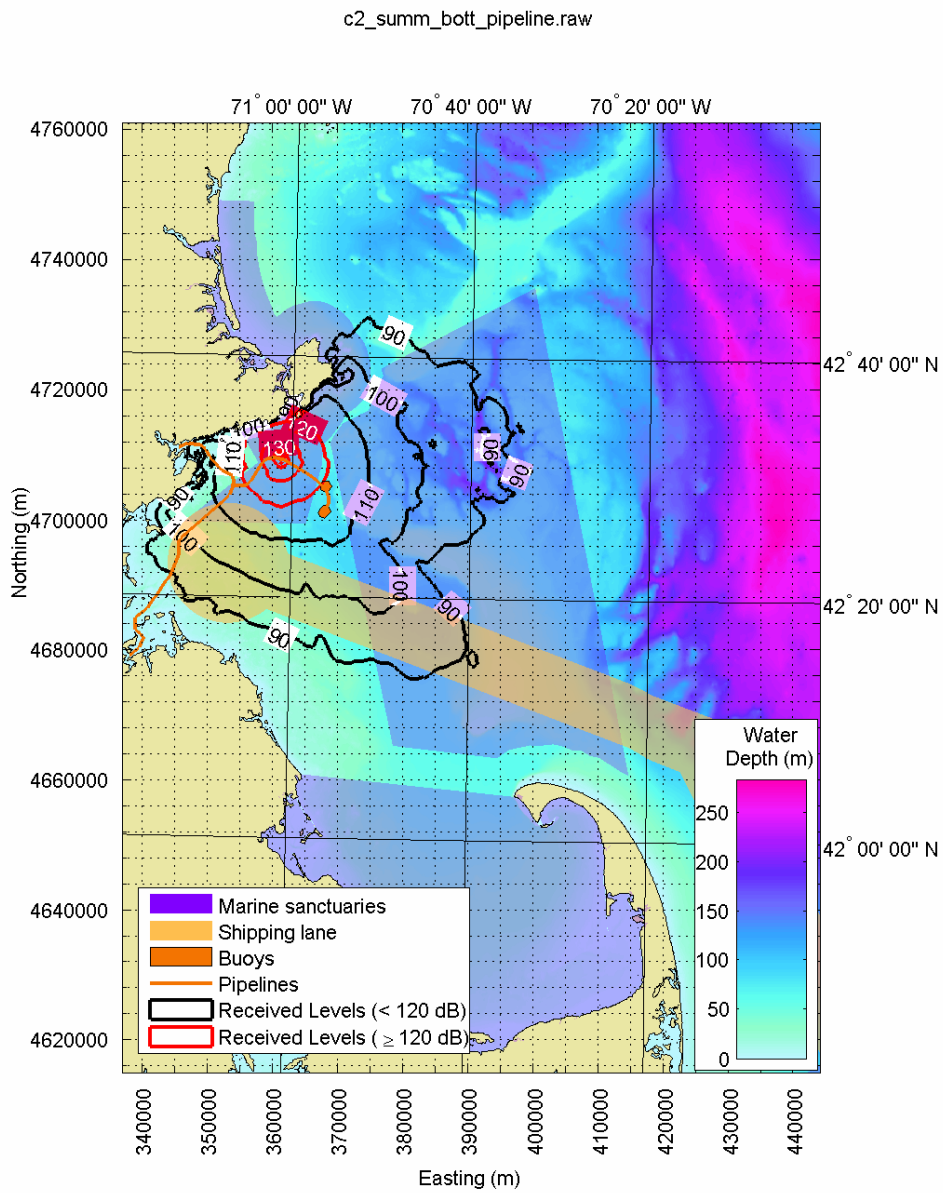 c2_summ_bott_pipeline.raw
71° 00' 00" W
70° 40' 00" W
70° 20' 00" W
4760000
4740000
4720000
4700000
4680000
4660000
4640000
4620000
Northing (m)
42° 40' 00" N
42° 20' 00" N
42° 00' 00" N
90
100
90
100
120
110
130
90
90
90
110
100
100
90
90
Water
Depth (m)
250
200
150
100
50
0
Marine sanctuaries
Shipping lane
Buoys
Pipelines
Received Levels (< 120 dB)
Received Levels ( ≥ 120 dB)
340000
350000
360000
370000
380000
390000
400000
410000
420000
430000
440000
Easting (m)